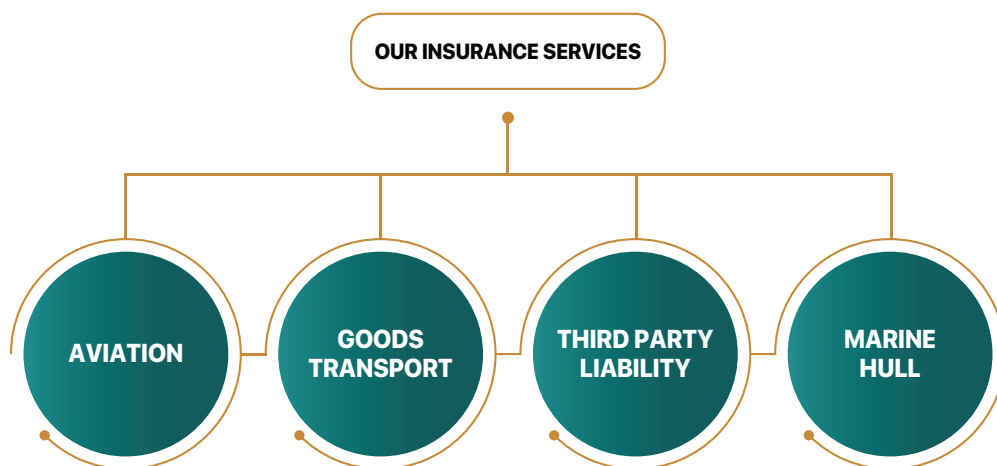 OUR INSURANCE SERVICES
AVIATION
GOODS
TRANSPORT
THIRD PARTY
LIABILITY
MARINE
HULL